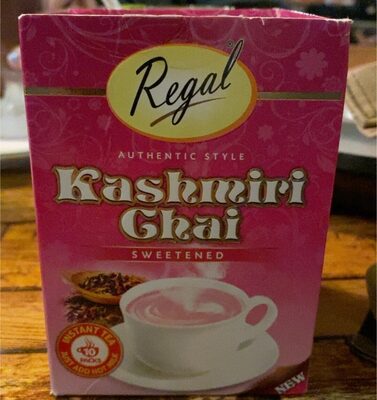 Regal
AUTHENTIC STYLE
Kashmiri
Chai
SWEETENED
INSTANT TEA
10
PACKS
JUST ADD HOT MILK
NEW